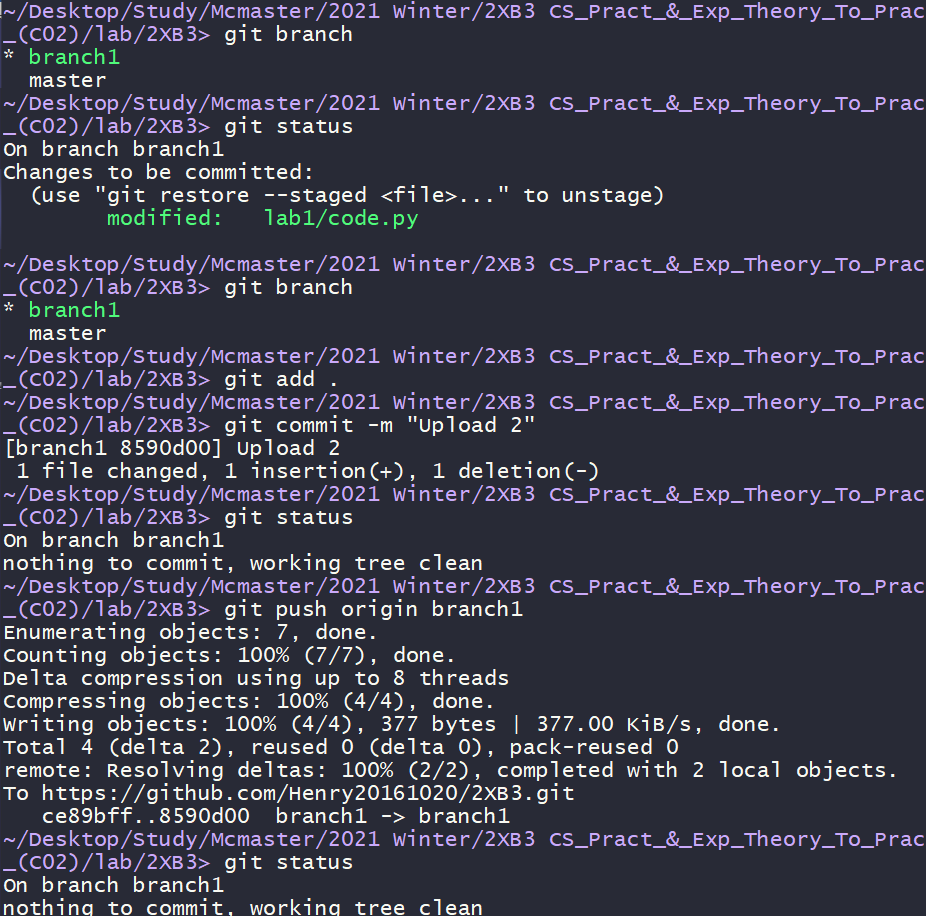 ~/Desktop/Study/Mcmaster/2021 Winter/2XB3 CS_Pract_&_Exp_Theory_To_Prac
_(C02)/lab/2XB3> git branch
* branch1
  master
~/Desktop/Study/Mcmaster/2021 Winter/2XB3 CS_Pract_&_Exp_Theory_To_Prac
_(C02)/lab/2XB3> git status
On branch branch1
Changes to be committed:
  (use "git restore --staged <file>..." to unstage)
        modified:   lab1/code.py
~/Desktop/Study/Mcmaster/2021 Winter/2XB3 CS_Pract_&_Exp_Theory_To_Prac
_(C02)/lab/2XB3> git branch
* branch1
  master
~/Desktop/Study/Mcmaster/2021 Winter/2XB3 CS_Pract_&_Exp_Theory_To_Prac
_(C02)/lab/2XB3> git add .
~/Desktop/Study/Mcmaster/2021 Winter/2XB3 CS_Pract_&_Exp_Theory_To_Prac
_(C02)/lab/2XB3> git commit -m "Upload 2"
[branch1 8590d00] Upload 2
 1 file changed, 1 insertion(+), 1 deletion(-)
~/Desktop/Study/Mcmaster/2021 Winter/2XB3 CS_Pract_&_Exp_Theory_To_Prac
_(C02)/lab/2XB3> git status
On branch branch1
nothing to commit, working tree clean
~/Desktop/Study/Mcmaster/2021 Winter/2XB3 CS_Pract_&_Exp_Theory_To_Prac
_(C02)/lab/2XB3> git push origin branch1
Enumerating objects: 7, done.
Counting objects: 100% (7/7), done.
Delta compression using up to 8 threads
Compressing objects: 100% (4/4), done.
Writing objects: 100% (4/4), 377 bytes | 377.00 KiB/s, done.
Total 4 (delta 2), reused 0 (delta 0), pack-reused 0
remote: Resolving deltas: 100% (2/2), completed with 2 local objects.
To https://github.com/Henry20161020/2XB3.git
   ce89bff..8590d00  branch1 -> branch1
~/Desktop/Study/Mcmaster/2021 Winter/2XB3 CS_Pract_&_Exp_Theory_To_Prac
_(C02)/lab/2XB3> git status
On branch branch1
nothing to commit, working tree clean